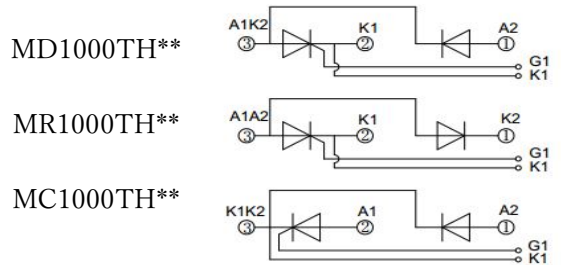 MD1000TH**
A1K2 K1 A2
③ ② ①
G1
K1
MR1000TH**
A1A2 K1 K2
③ ② ①
G1
K1
MC1000TH**
K1K2 A1 A2
③ ② ①
G1
K1